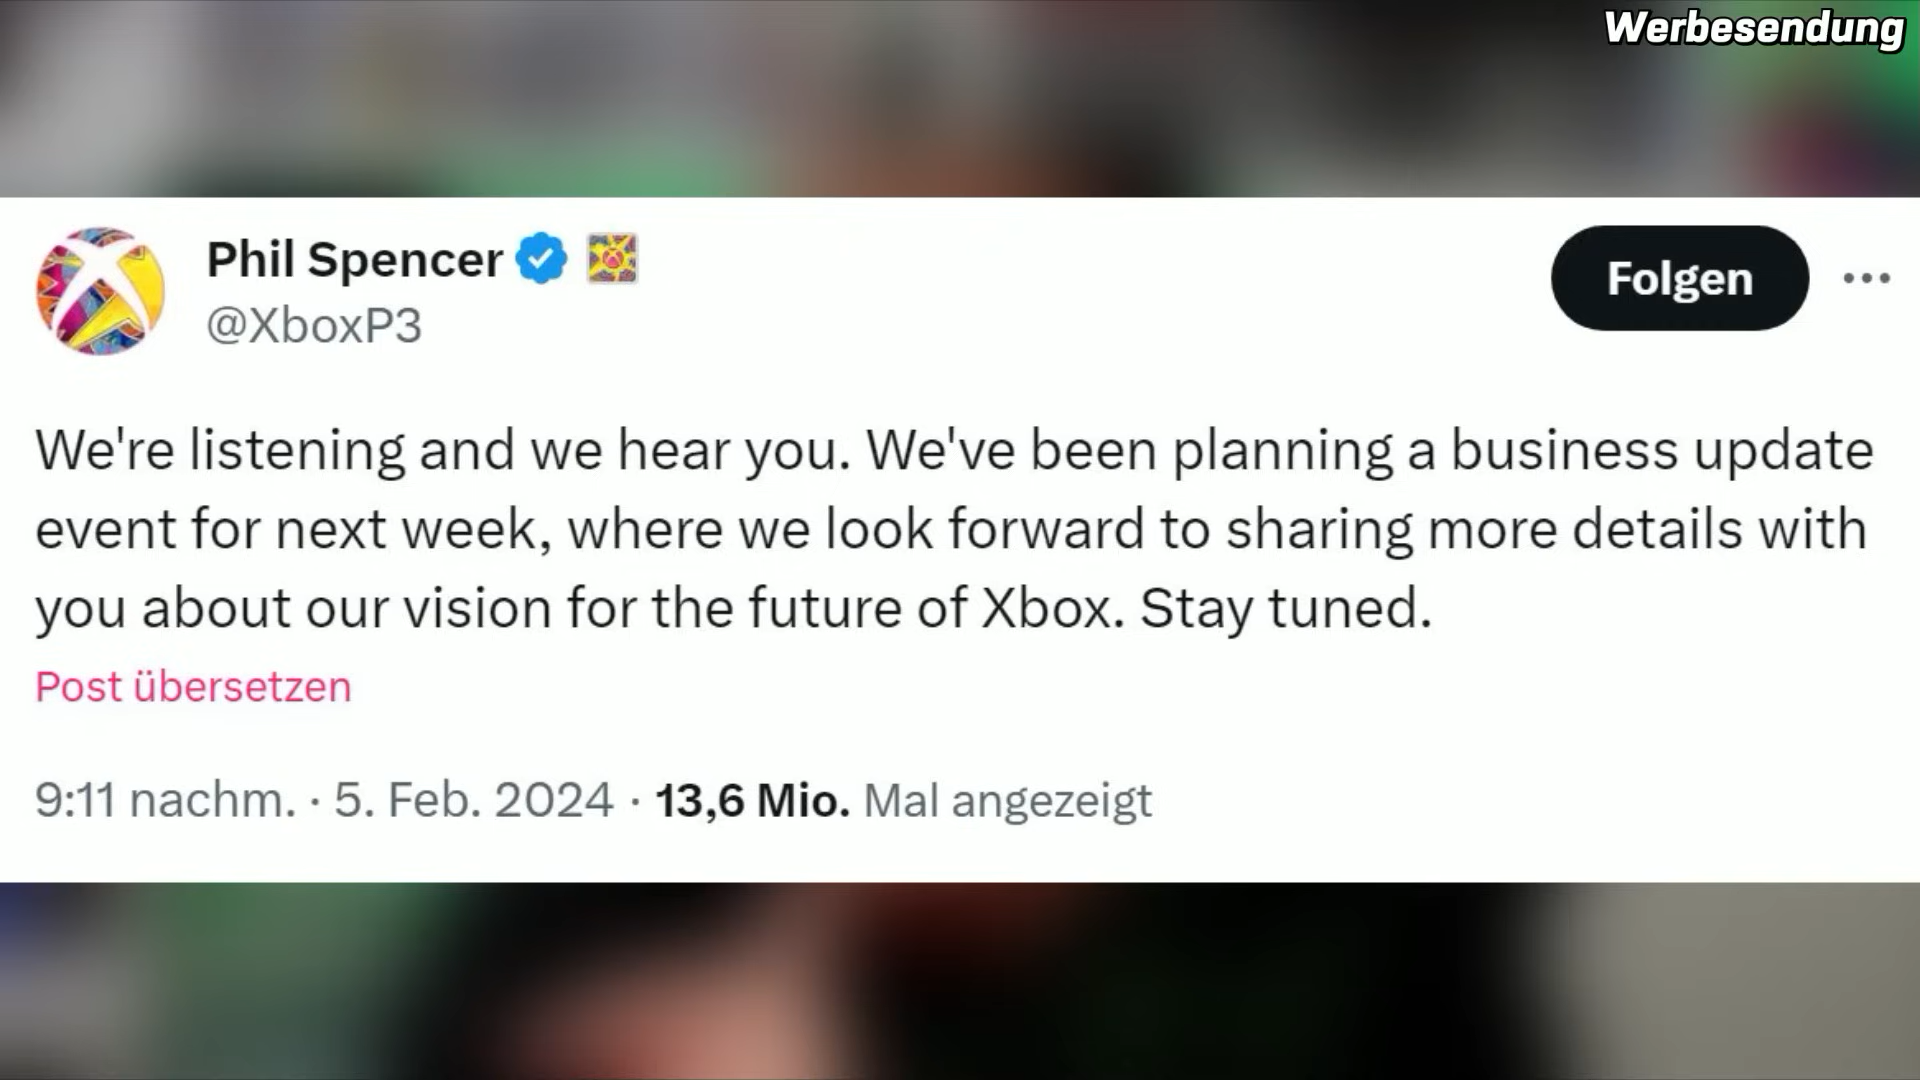 Werbesendung
Phil Spencer
@XboxP3
Folgen
We're listening and we hear you. We've been planning a business update
event for next week, where we look forward to sharing more details with
you about our vision for the future of Xbox. Stay tuned.
Post übersetzen
9:11 nachm. · 5. Feb. 2024 · 13,6 Mio. Mal angezeigt